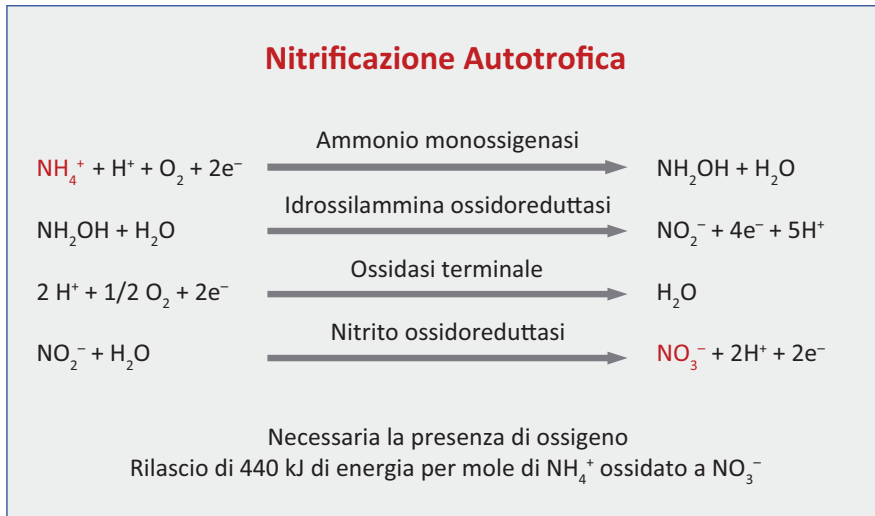 Nitrificazione Autotrofica
Ammonio monossigenasi
NH₄⁺ + H⁺ + O₂ + 2e⁻ NH₂OH + H₂O
Idrossilammina ossidoreduttasi
NH₂OH + H₂O NO₂⁻ + 4e⁻ + 5H⁺
Ossidasi terminale
2 H⁺ + 1/2 O₂ + 2e⁻ H₂O
Nitrito ossidoreduttasi
NO₂⁻ + H₂O NO₃⁻ + 2H⁺ + 2e⁻
Necessaria la presenza di ossigeno
Rilascio di 440 kJ di energia per mole di NH₄⁺ ossidato a NO₃⁻